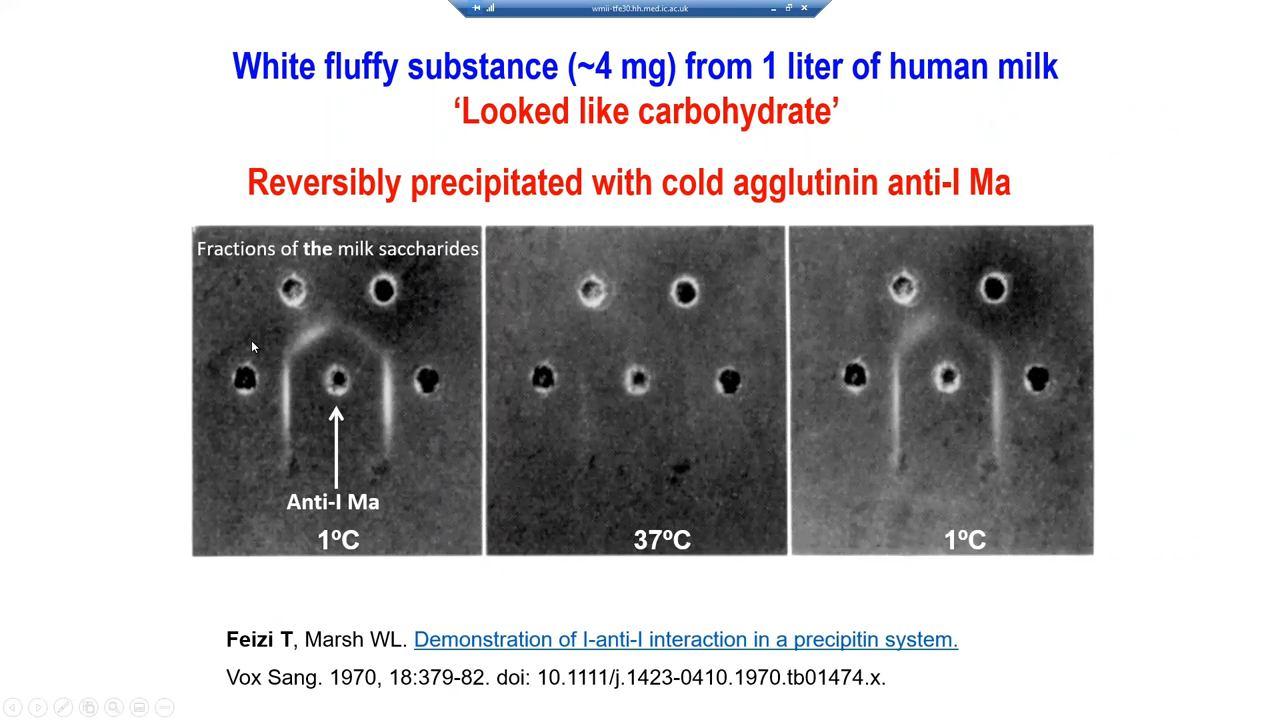 wmii-tfe30.hh.med.ic.ac.uk
White fluffy substance (~4 mg) from 1 liter of human milk
‘Looked like carbohydrate’
Reversibly precipitated with cold agglutinin anti-I Ma
Fractions of the milk saccharides
Anti-I Ma
1ºC
37ºC
1ºC
Feizi T, Marsh WL. Demonstration of I-anti-I interaction in a precipitin system.
Vox Sang. 1970, 18:379-82. doi: 10.1111/j.1423-0410.1970.tb01474.x.